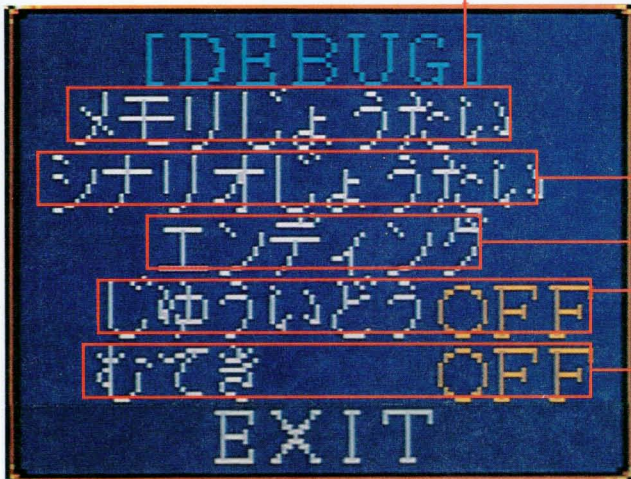 [DEBUG]
メモリじょうたい
シナリオじょうたい
エンディング
じゆういどう OFF
むてき OFF
EXIT